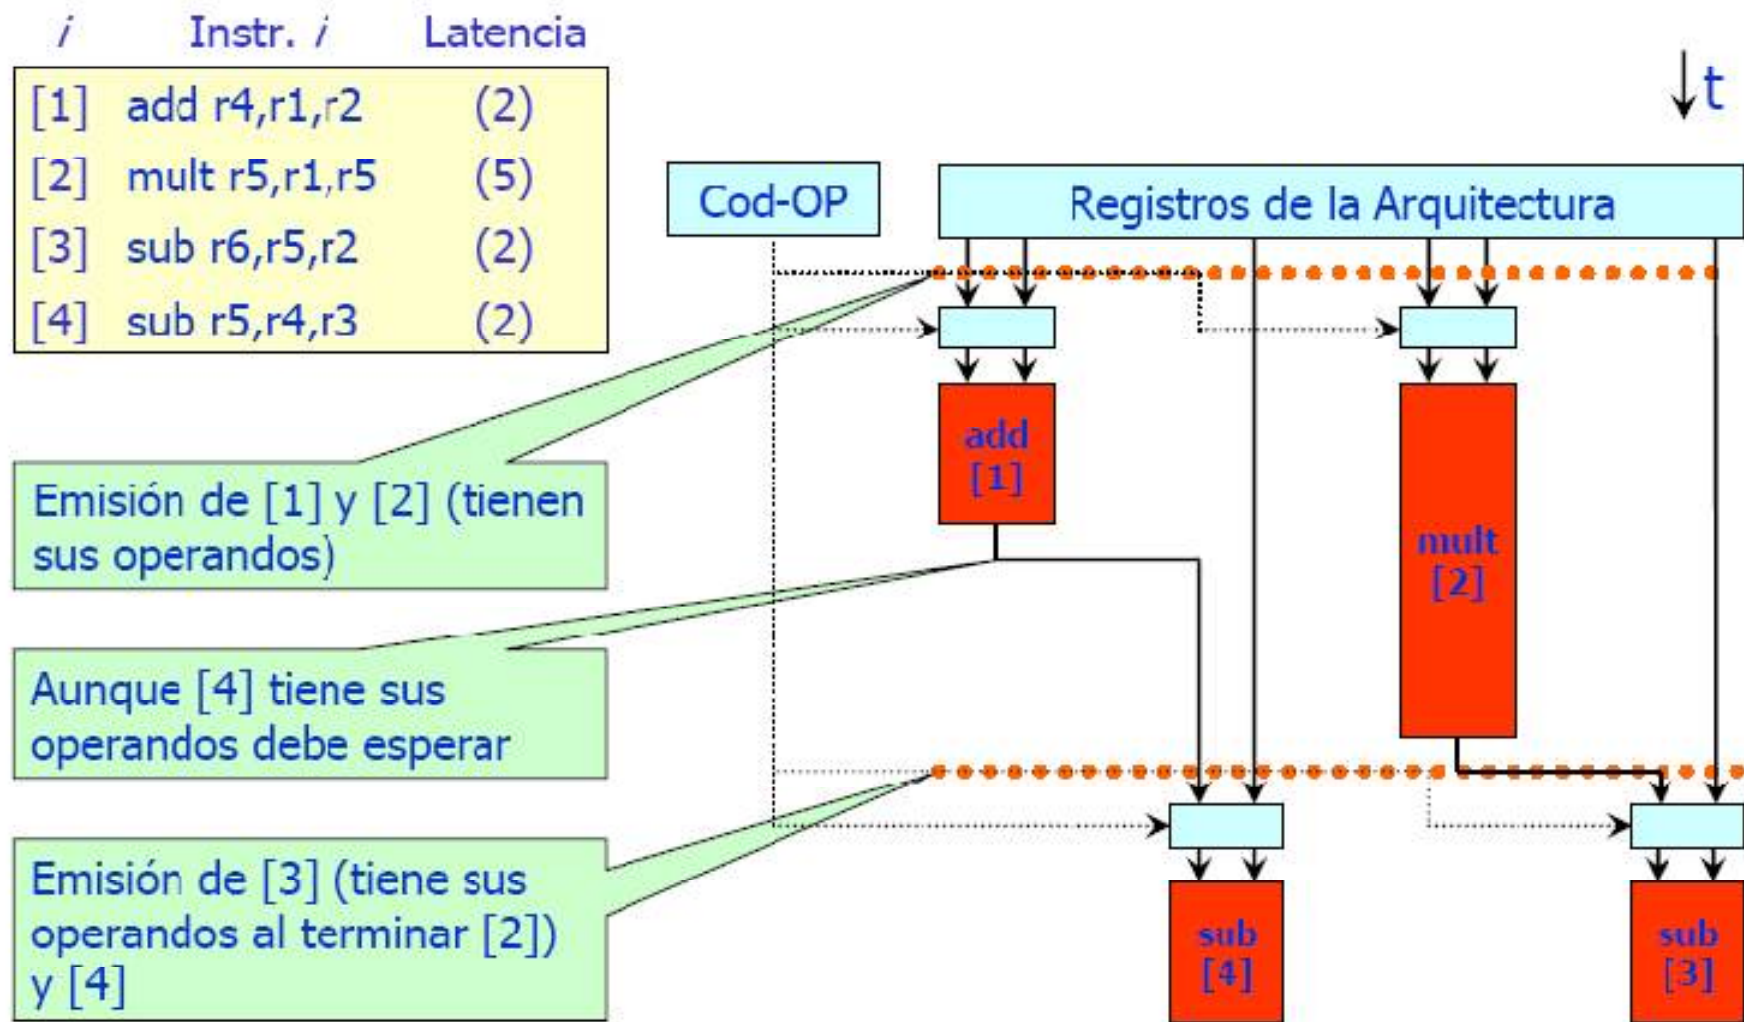 i Instr. i Latencia
[1] add r4,r1,r2 (2)
[2] mult r5,r1,r5 (5)
[3] sub r6,r5,r2 (2)
[4] sub r5,r4,r3 (2)
t
Cod-OP
Registros de la Arquitectura
add
[1]
mult
[2]
Emisión de [1] y [2] (tienen
sus operandos)
Aunque [4] tiene sus
operandos debe esperar
Emisión de [3] (tiene sus
operandos al terminar [2])
y [4]
sub
[4]
sub
[3]